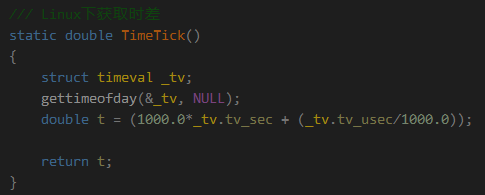 /// Linux下获取时差
static double TimeTick()
{
    struct timeval _tv;
    gettimeofday(&_tv, NULL);
    double t = (1000.0*_tv.tv_sec + (_tv.tv_usec/1000.0));

    return t;
}